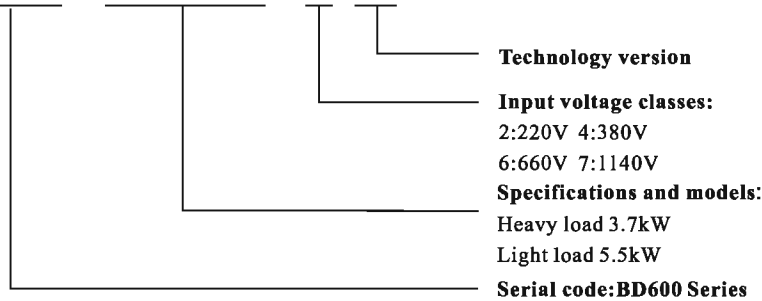 Technology version
Input voltage classes:
2:220V 4:380V
6:660V 7:1140V
Specifications and models:
Heavy load 3.7kW
Light load 5.5kW
Serial code:BD600 Series